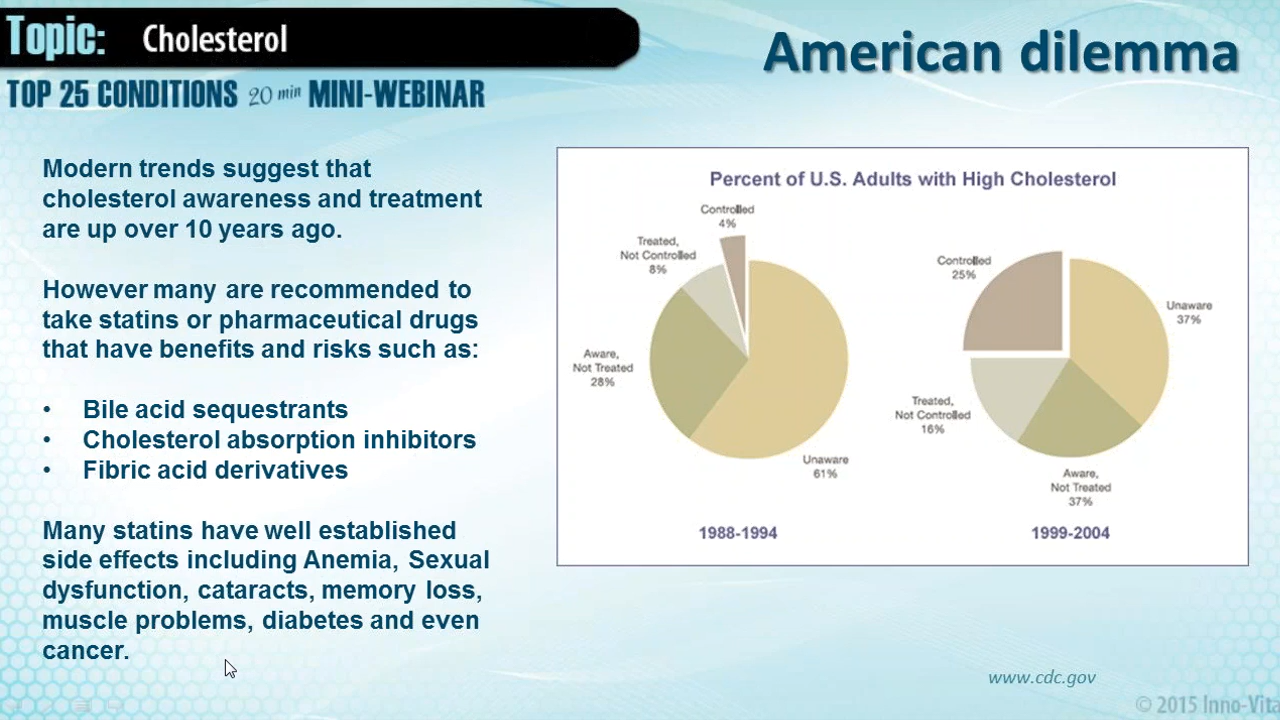 Topic: Cholesterol
TOP 25 CONDITIONS 20 min MINI-WEBINAR
American dilemma
Modern trends suggest that
cholesterol awareness and treatment
are up over 10 years ago.
However many are recommended to
take statins or pharmaceutical drugs
that have benefits and risks such as:
• Bile acid sequestrants
• Cholesterol absorption inhibitors
• Fibric acid derivatives
Many statins have well established
side effects including Anemia, Sexual
dysfunction, cataracts, memory loss,
muscle problems, diabetes and even
cancer.
Percent of U.S. Adults with High Cholesterol
Controlled
4%
Treated,
Not Controlled
8%
Aware,
Not Treated
28%
Unaware
61%
1988-1994
Controlled
25%
Unaware
37%
Treated,
Not Controlled
16%
Aware,
Not Treated
37%
1999-2004
www.cdc.gov
© 2015 Inno-Vita